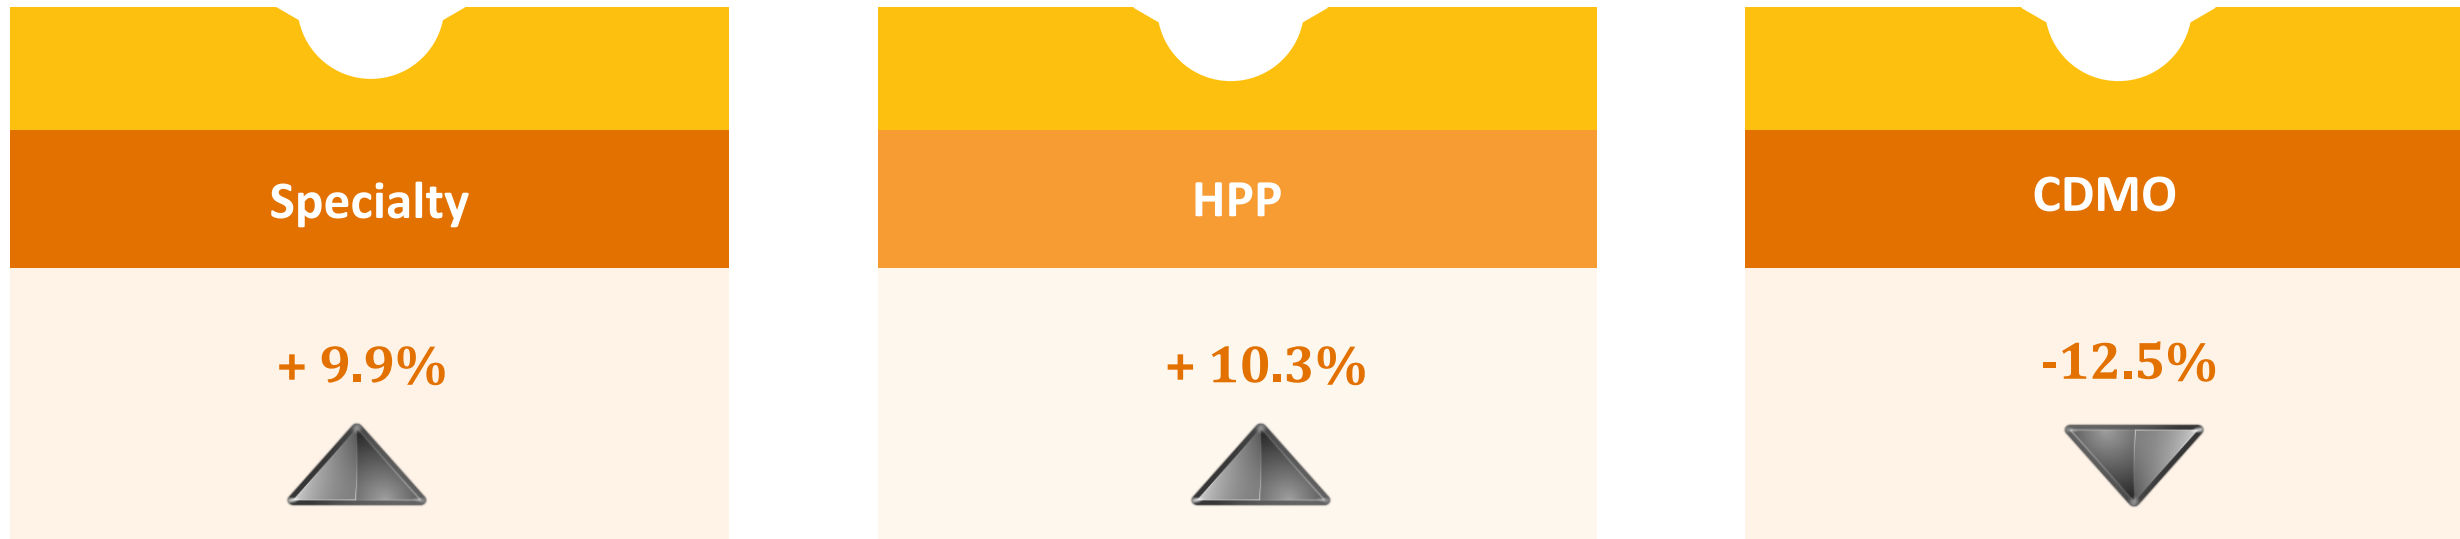 Specialty
+ 9.9%
HPP
+ 10.3%
CDMO
-12.5%